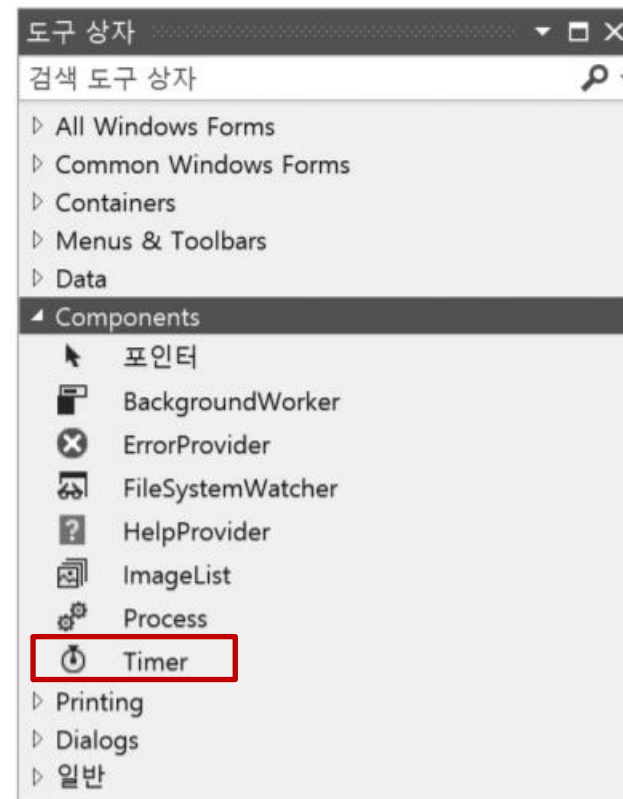 도구 상자
검색 도구 상자
All Windows Forms
Common Windows Forms
Containers
Menus & Toolbars
Data
Components
포인터
BackgroundWorker
ErrorProvider
FileSystemWatcher
HelpProvider
ImageList
Process
Timer
Printing
Dialogs
일반